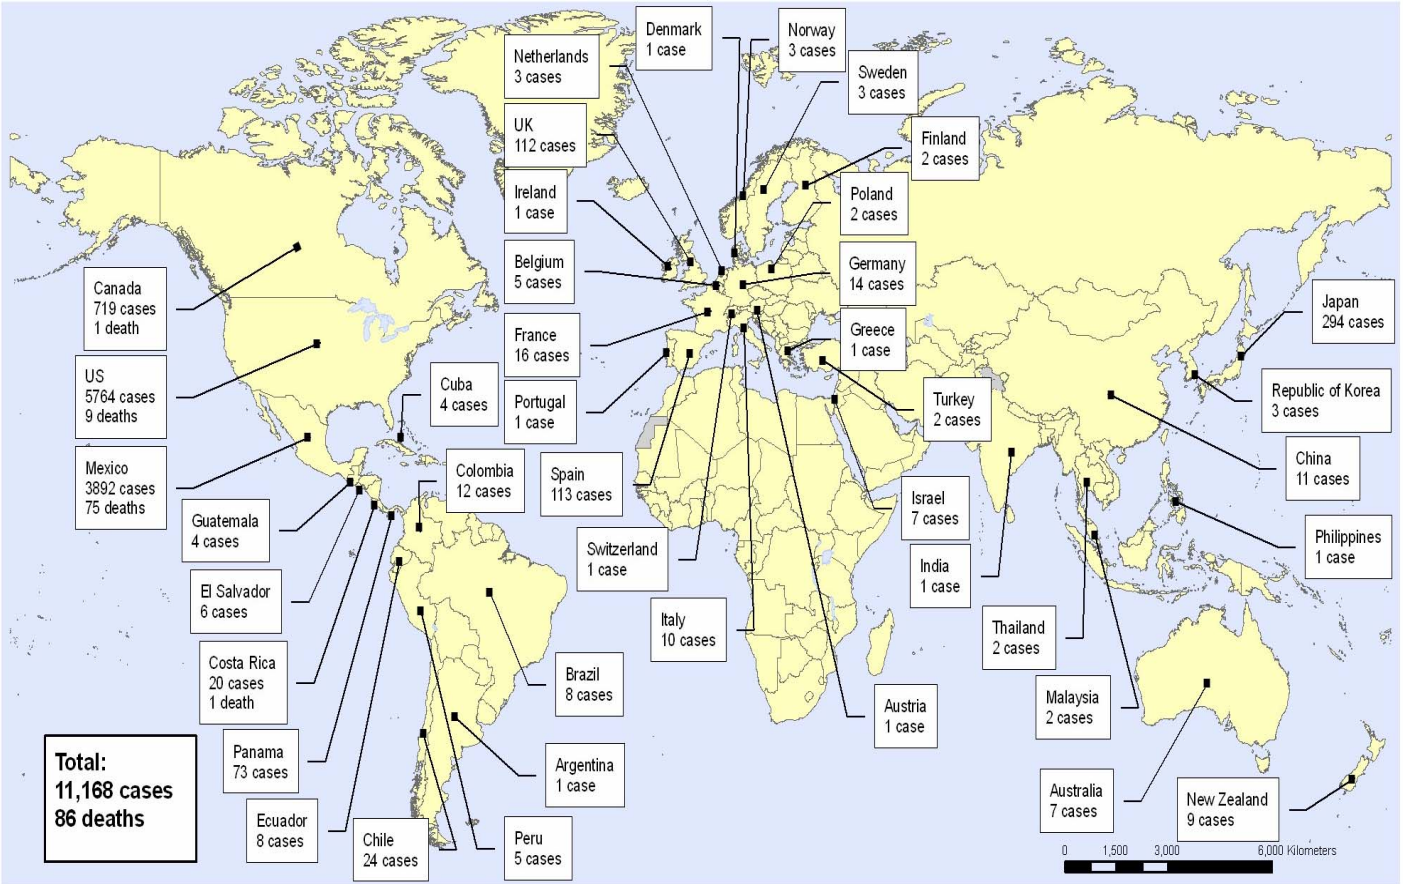 Denmark
1 case
Norway
3 cases
Netherlands
3 cases
Sweden
3 cases
UK
112 cases
Finland
2 cases
Ireland
1 case
Poland
2 cases
Belgium
5 cases
Germany
14 cases
Canada
719 cases
1 death
Japan
294 cases
France
16 cases
Greece
1 case
US
5764 cases
9 deaths
Cuba
4 cases
Portugal
1 case
Turkey
2 cases
Republic of Korea
3 cases
Mexico
3892 cases
75 deaths
Colombia
12 cases
Spain
113 cases
China
11 cases
Israel
7 cases
Guatemala
4 cases
Switzerland
1 case
Philippines
1 case
India
1 case
El Salvador
6 cases
Italy
10 cases
Thailand
2 cases
Costa Rica
20 cases
1 death
Brazil
8 cases
Malaysia
2 cases
Austria
1 case
Total:
11,168 cases
86 deaths
Panama
73 cases
Argentina
1 case
Australia
7 cases
New Zealand
9 cases
Ecuador
8 cases
Chile
24 cases
Peru
5 cases
0 1,500 3,000 6,000 Kilometers